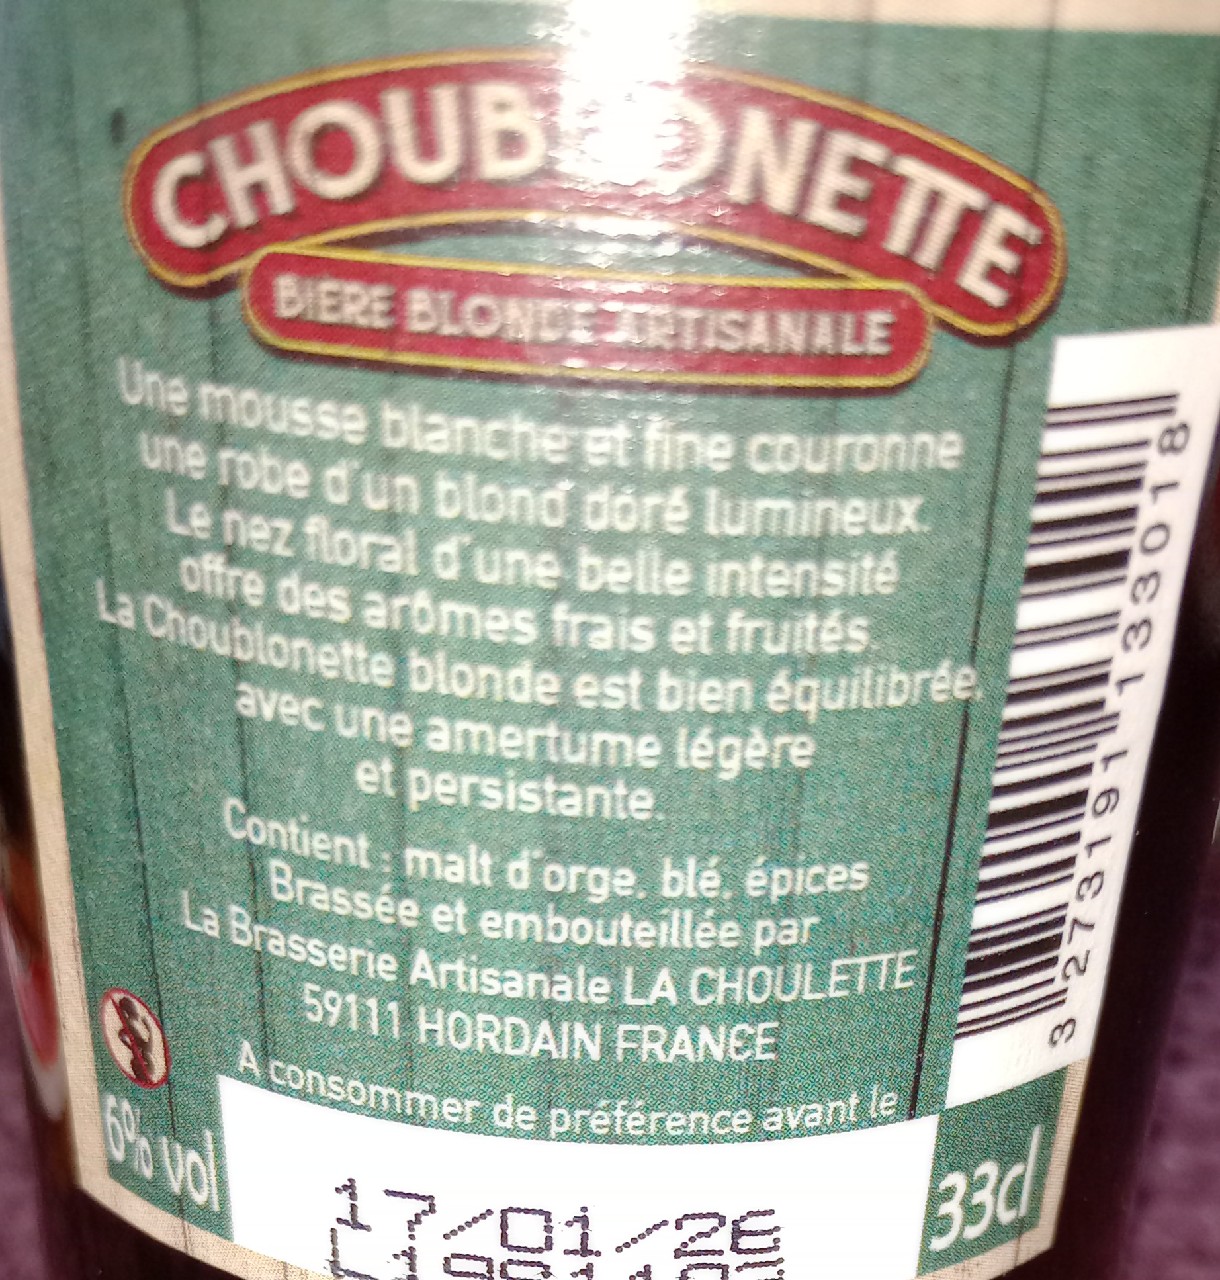 CHOUBLONETTE
BIERE BLONDE ARTISANALE
Une mousse blanche et fine couronne
une robe d'un blond doré lumineux.
Le nez floral d'une belle intensité
offre des arômes frais et fruités.
La Choublonette blonde est bien équilibrée,
avec une amertume légère
et persistante.
Contient : malt d'orge, blé, épices
Brassée et embouteillée par
La Brasserie Artisanale LA CHOULETTE
59111 HORDAIN FRANCE
A consommer de préférence avant le
6% vol
17/01/26
33cl
3 273191 133018